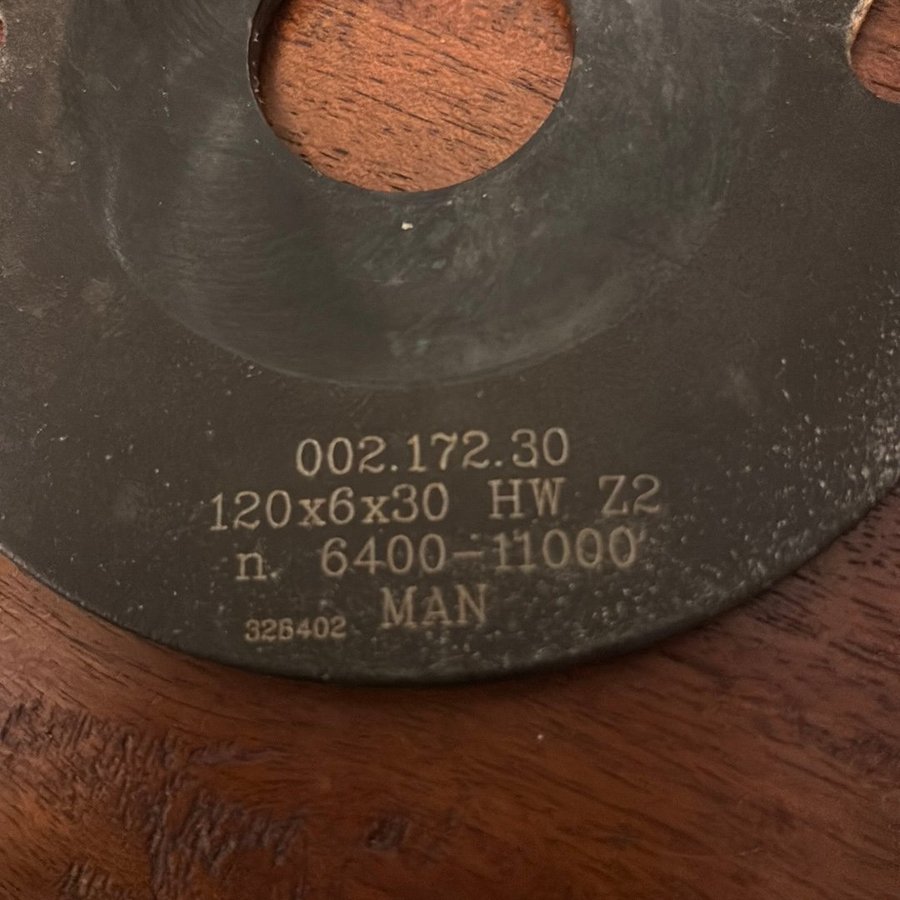 002.172.30
120x6x30 HW Z2
n. 6400-11000
MAN
326402